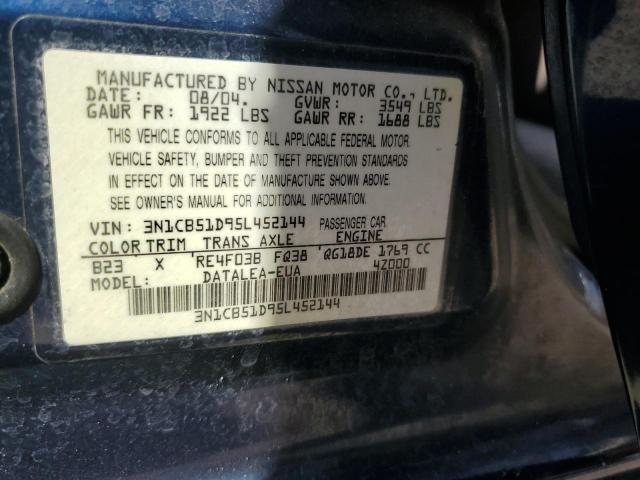 MANUFACTURED BY NISSAN MOTOR CO., LTD.
DATE: 08/04. GVWR: 3549 LBS
GAWR FR: 1922 LBS GAWR RR: 1688 LBS
THIS VEHICLE CONFORMS TO ALL APPLICABLE FEDERAL MOTOR
VEHICLE SAFETY, BUMPER AND THEFT PREVENTION STANDARDS
IN EFFECT ON THE DATE OF MANUFACTURE SHOWN ABOVE.
SEE OWNER'S MANUAL FOR ADDITIONAL INFORMATION.
VIN: 3N1CB51D95L452144 PASSENGER CAR
COLOR TRIM TRANS AXLE ENGINE
B23 X RE4F03B FQ38 QG18DE 1769 CC
MODEL: DATALEA-EUA 4Z000
3N1CB51D95L452144